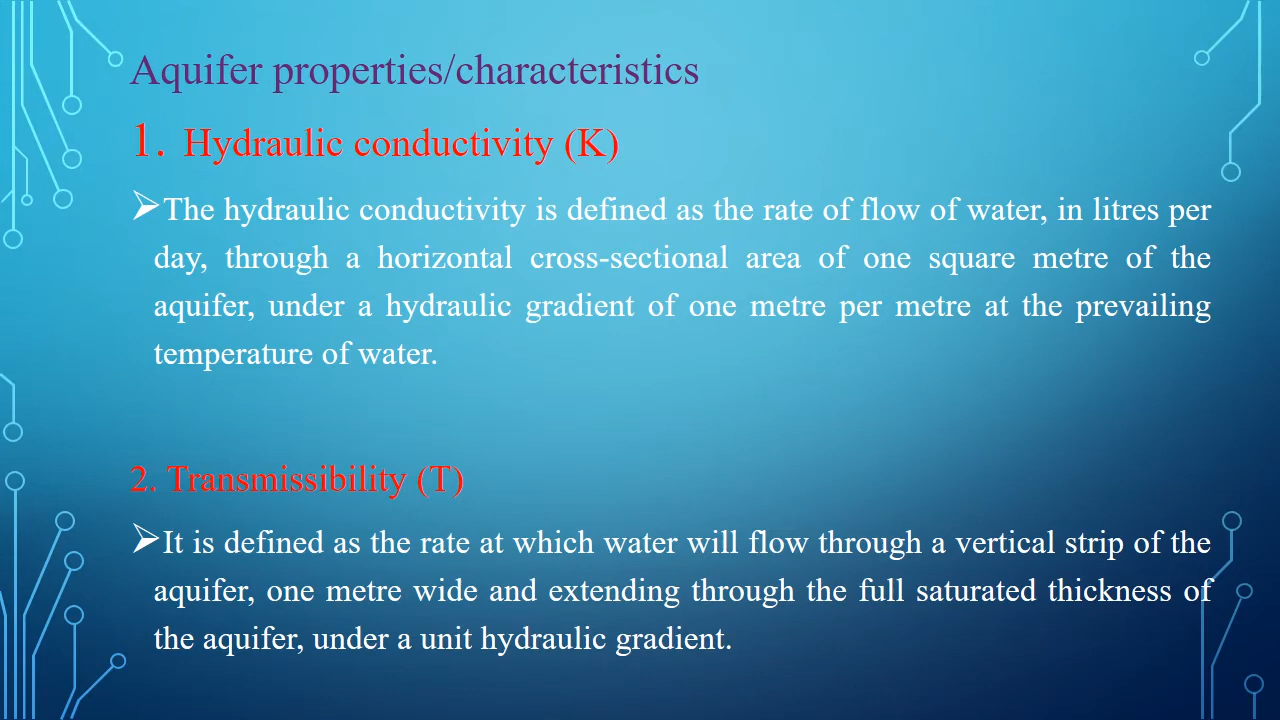 Aquifer properties/characteristics
1. Hydraulic conductivity (K)
➢The hydraulic conductivity is defined as the rate of flow of water, in litres per
day, through a horizontal cross-sectional area of one square metre of the
aquifer, under a hydraulic gradient of one metre per metre at the prevailing
temperature of water.
2. Transmissibility (T)
➢It is defined as the rate at which water will flow through a vertical strip of the
aquifer, one metre wide and extending through the full saturated thickness of
the aquifer, under a unit hydraulic gradient.